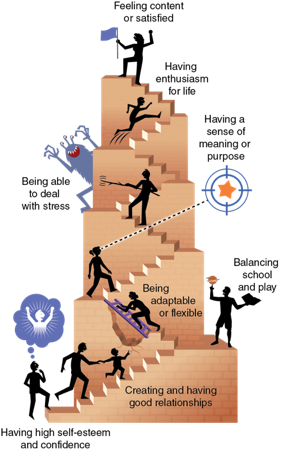 Feeling content
or satisfied
Having
enthusiasm
for life
Having a
sense of
meaning or
purpose
Being able
to deal
with stress
Balancing
school
and play
Being
adaptable
or flexible
Creating and having
good relationships
Having high self-esteem
and confidence